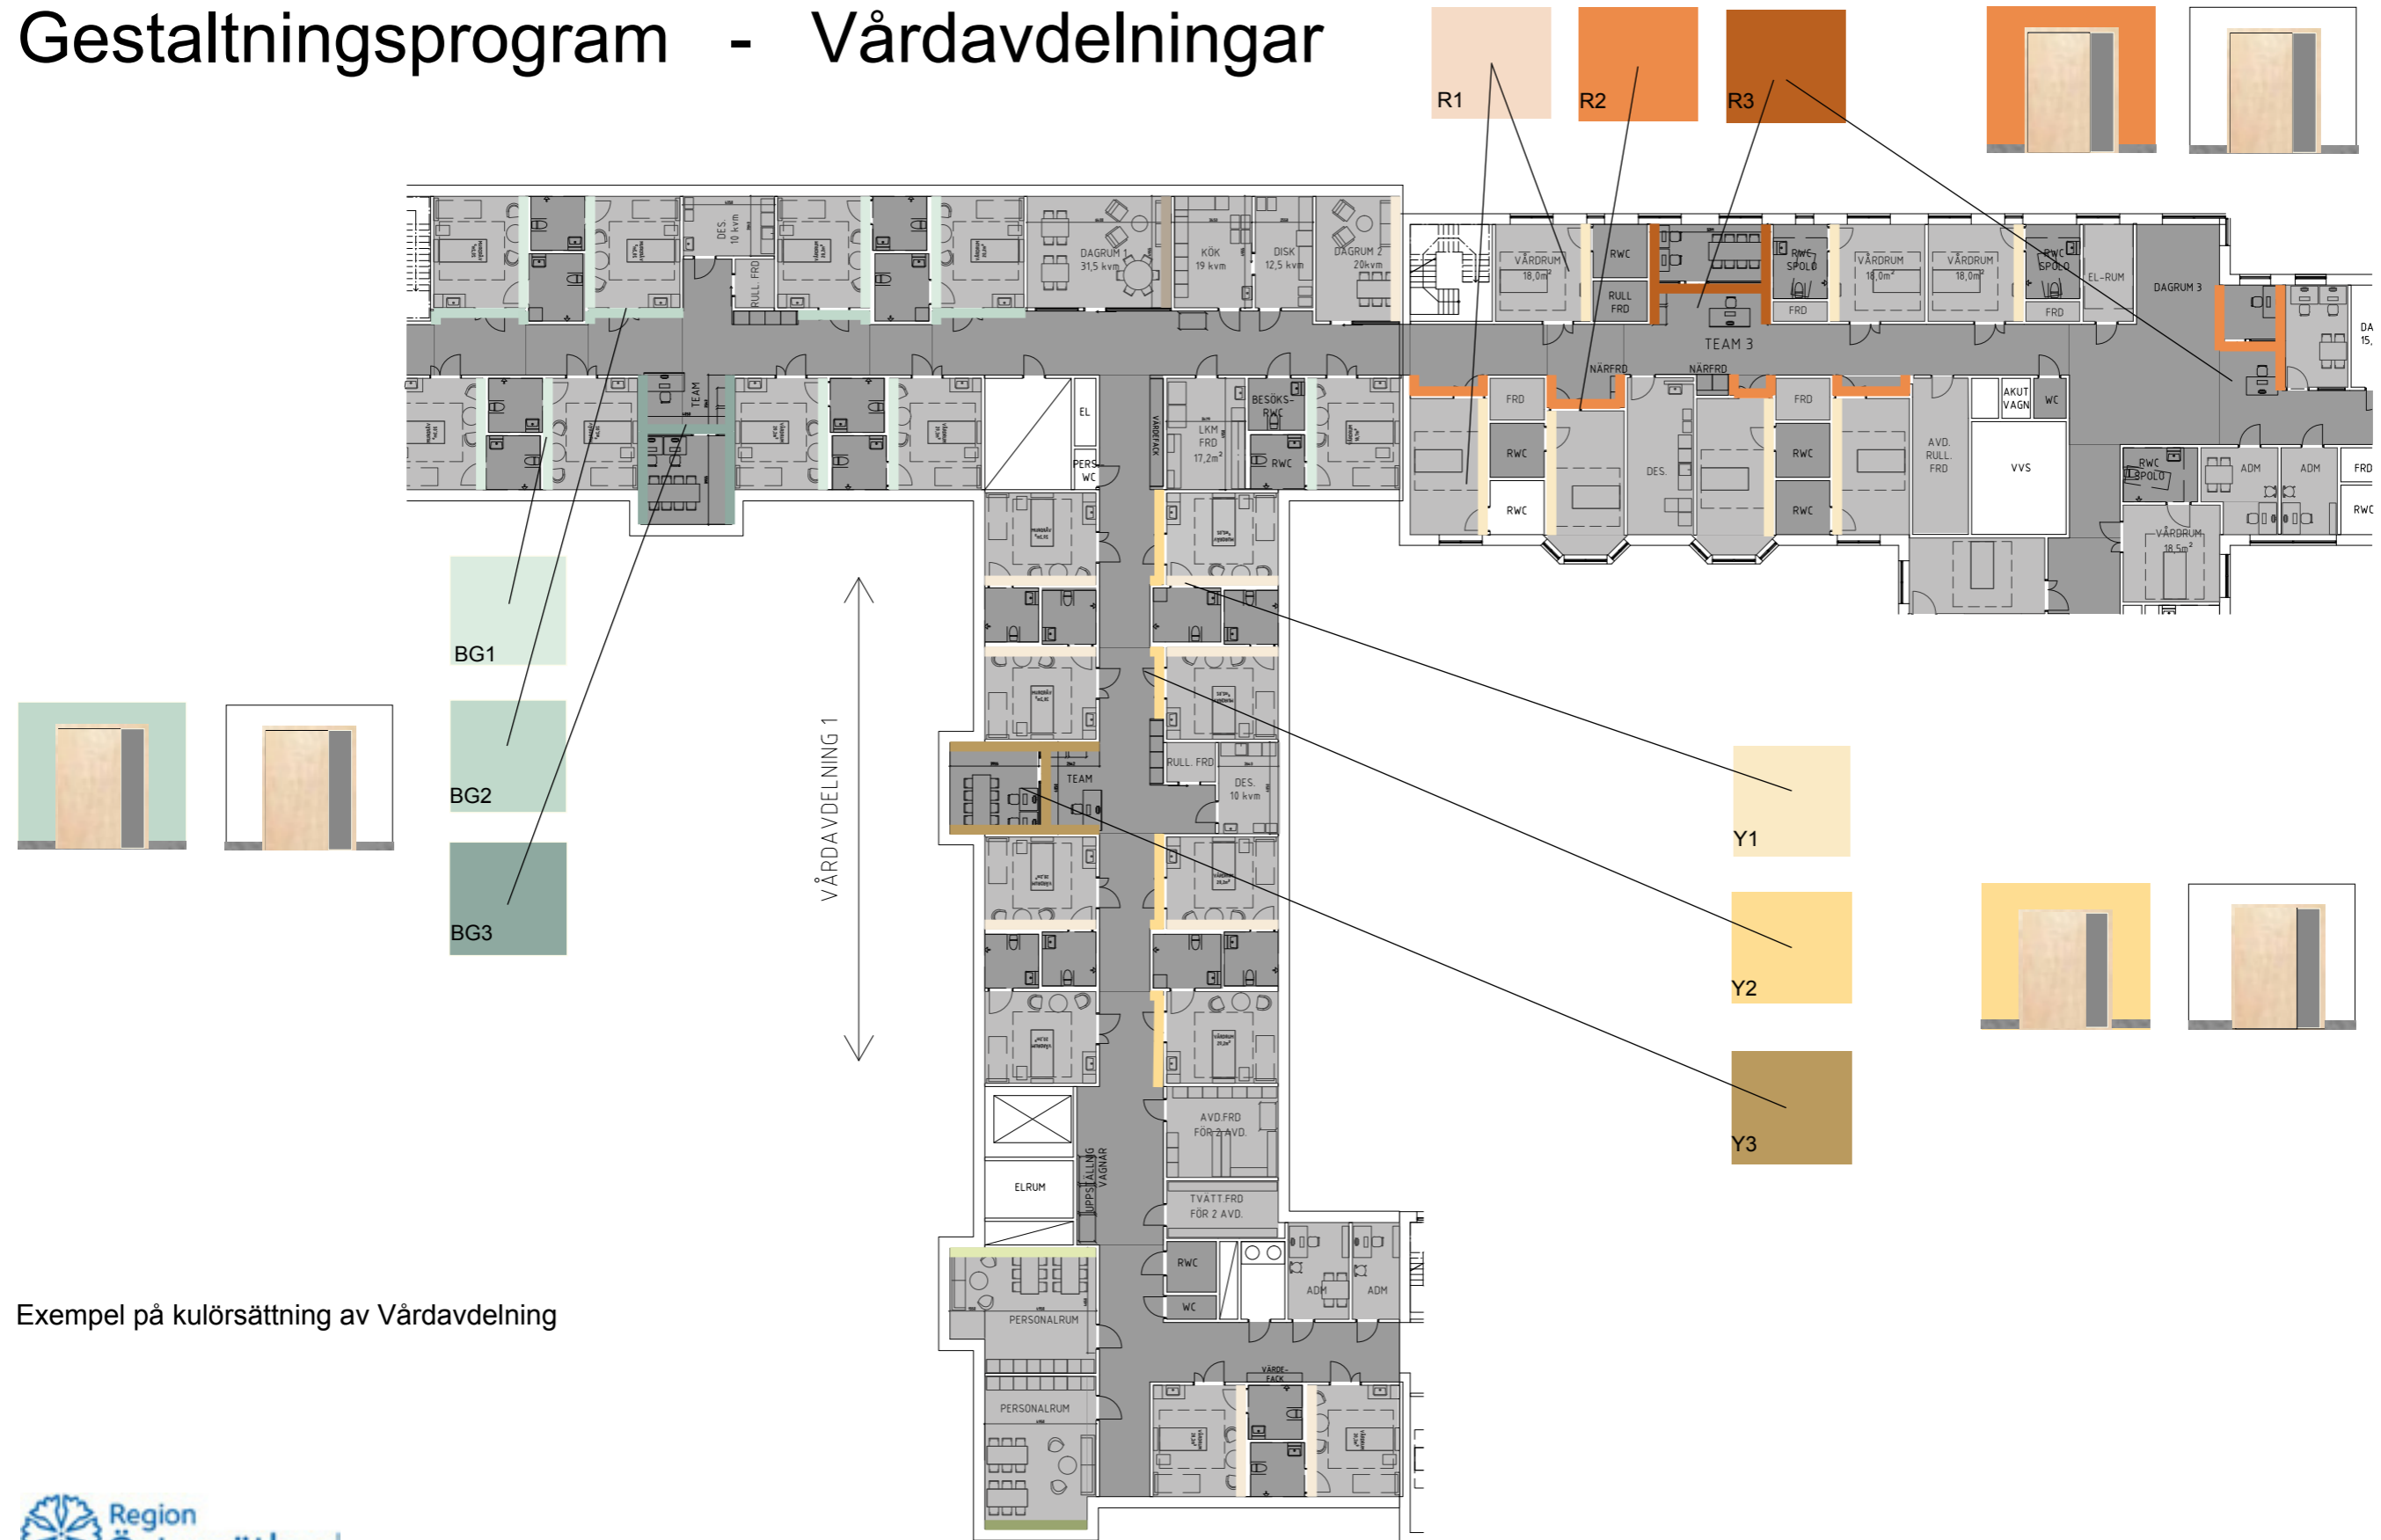 Gestaltningsprogram - Vårdavdelningar
R1
R2
R3
DES.
10 kvm
RULL. FRD
DAGRUM 1
31,5 kvm
KÖK
19 kvm
DISK
12,5 kvm
DAGRUM 2
20kvm
VÅRDRUM
18,0m²
RWC
RULL
FRD
RWC
SPOLO
FRD
VÅRDRUM
18,0m²
VÅRDRUM
18,0m²
RWC
SPOLO
FRD
EL-RUM
DAGRUM 3
DA
15,
TEAM 3
NÄRFRD
NÄRFRD
TEAM
EL
PERS-
WC
VÄRDEFACK
LKM
FRD
17,2m²
BESÖKS-
RWC
RWC
FRD
RWC
RWC
DES.
FRD
RWC
RWC
AVD.
RULL.
FRD
AKUT
VAGN
WC
VVS
RWC
SPOLO
ADM
ADM
FRD
RWC
VÅRDRUM
18,5m²
BG1
BG2
BG3
VÅRDAVDELNING 1
TEAM
RULL. FRD
DES.
10 kvm
Y1
Y2
Y3
AVD.FRD
FÖR 2 AVD.
UPPSTÄLLNIG
VAGNAR
ELRUM
TVÄTT.FRD
FÖR 2 AVD.
RWC
WC
ADM
ADM
PERSONALRUM
VÄRDE-
FACK
PERSONALRUM
Exempel på kulörsättning av Vårdavdelning
Region